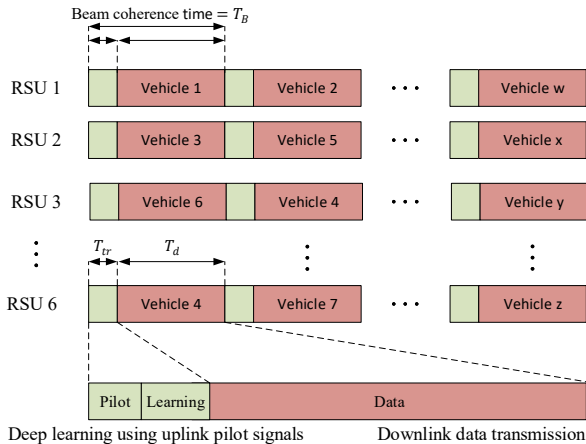 Beam coherence time = T_B
RSU 1 Vehicle 1 Vehicle 2 • • • Vehicle w
RSU 2 Vehicle 3 Vehicle 5 • • • Vehicle x
RSU 3 Vehicle 6 Vehicle 4 • • • Vehicle y
T_tr T_d
RSU 6 Vehicle 4 Vehicle 7 • • • Vehicle z
Pilot Learning Data
Deep learning using uplink pilot signals Downlink data transmission